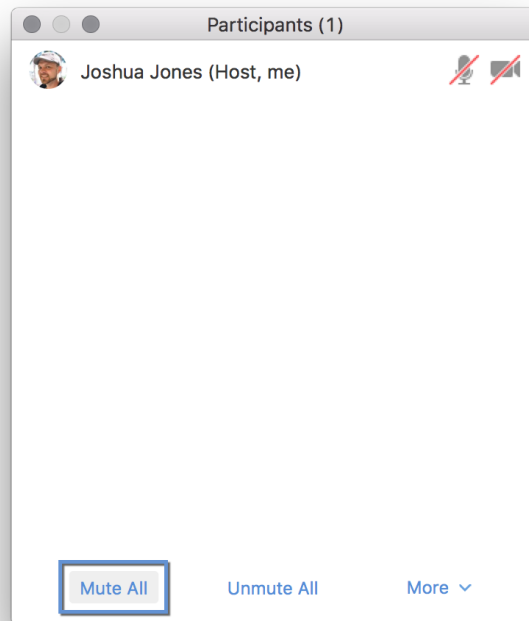 Participants (1)
Joshua Jones (Host, me)
Mute All Unmute All More